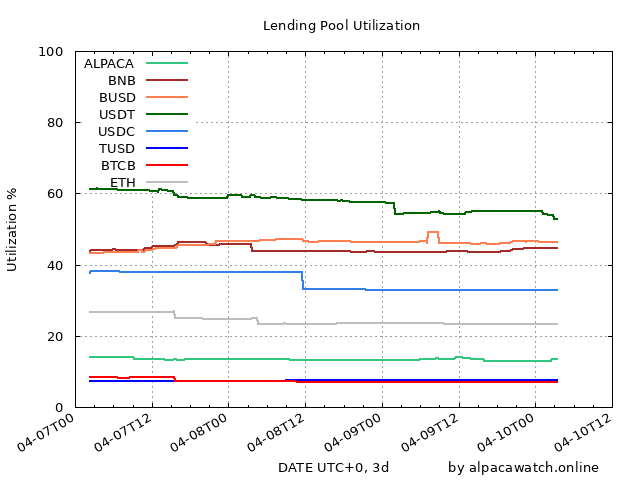 Lending Pool Utilization
100
80
60
40
20
0
Utilization %
ALPACA
BNB
BUSD
USDT
USDC
TUSD
BTCB
ETH
04-07T00
04-07T12
04-08T00
04-08T12
04-09T00
04-09T12
04-10T00
04-10T12
DATE UTC+0, 3d
by alpacawatch.online